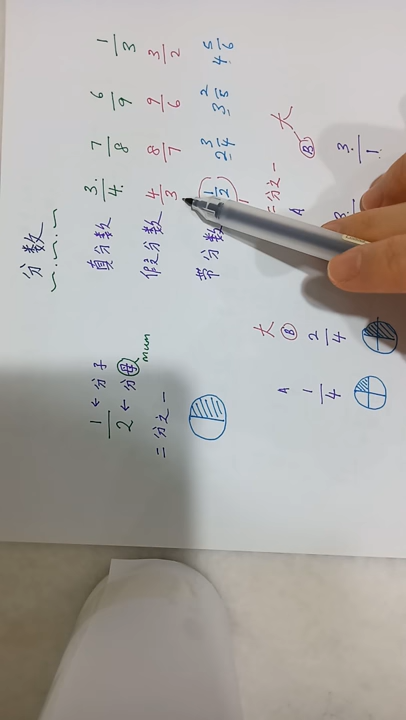 分数
1 ← 分子
2 ← 分母 mum
二分之一
真分数 3/4 7/8 6/9 1/3
假分数 4/3 8/7 9/6 3/2
带分数 1 1/2 2 3/4 3 2/5 4 5/6
二分之一
大 大
A B A B
1/4 2/4 3 3/1